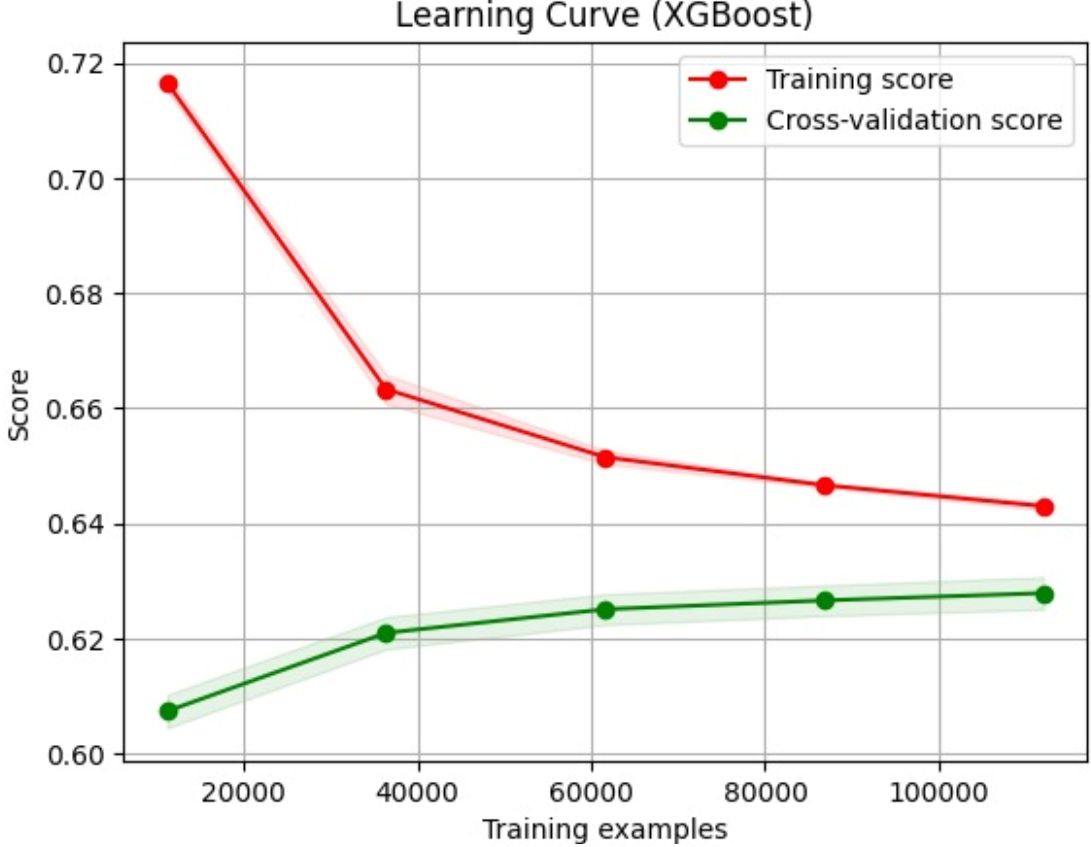 Learning Curve (XGBoost)
0.72
0.70
0.68
0.66
0.64
0.62
0.60
Score
Training score
Cross-validation score
20000
40000
60000
80000
100000
Training examples